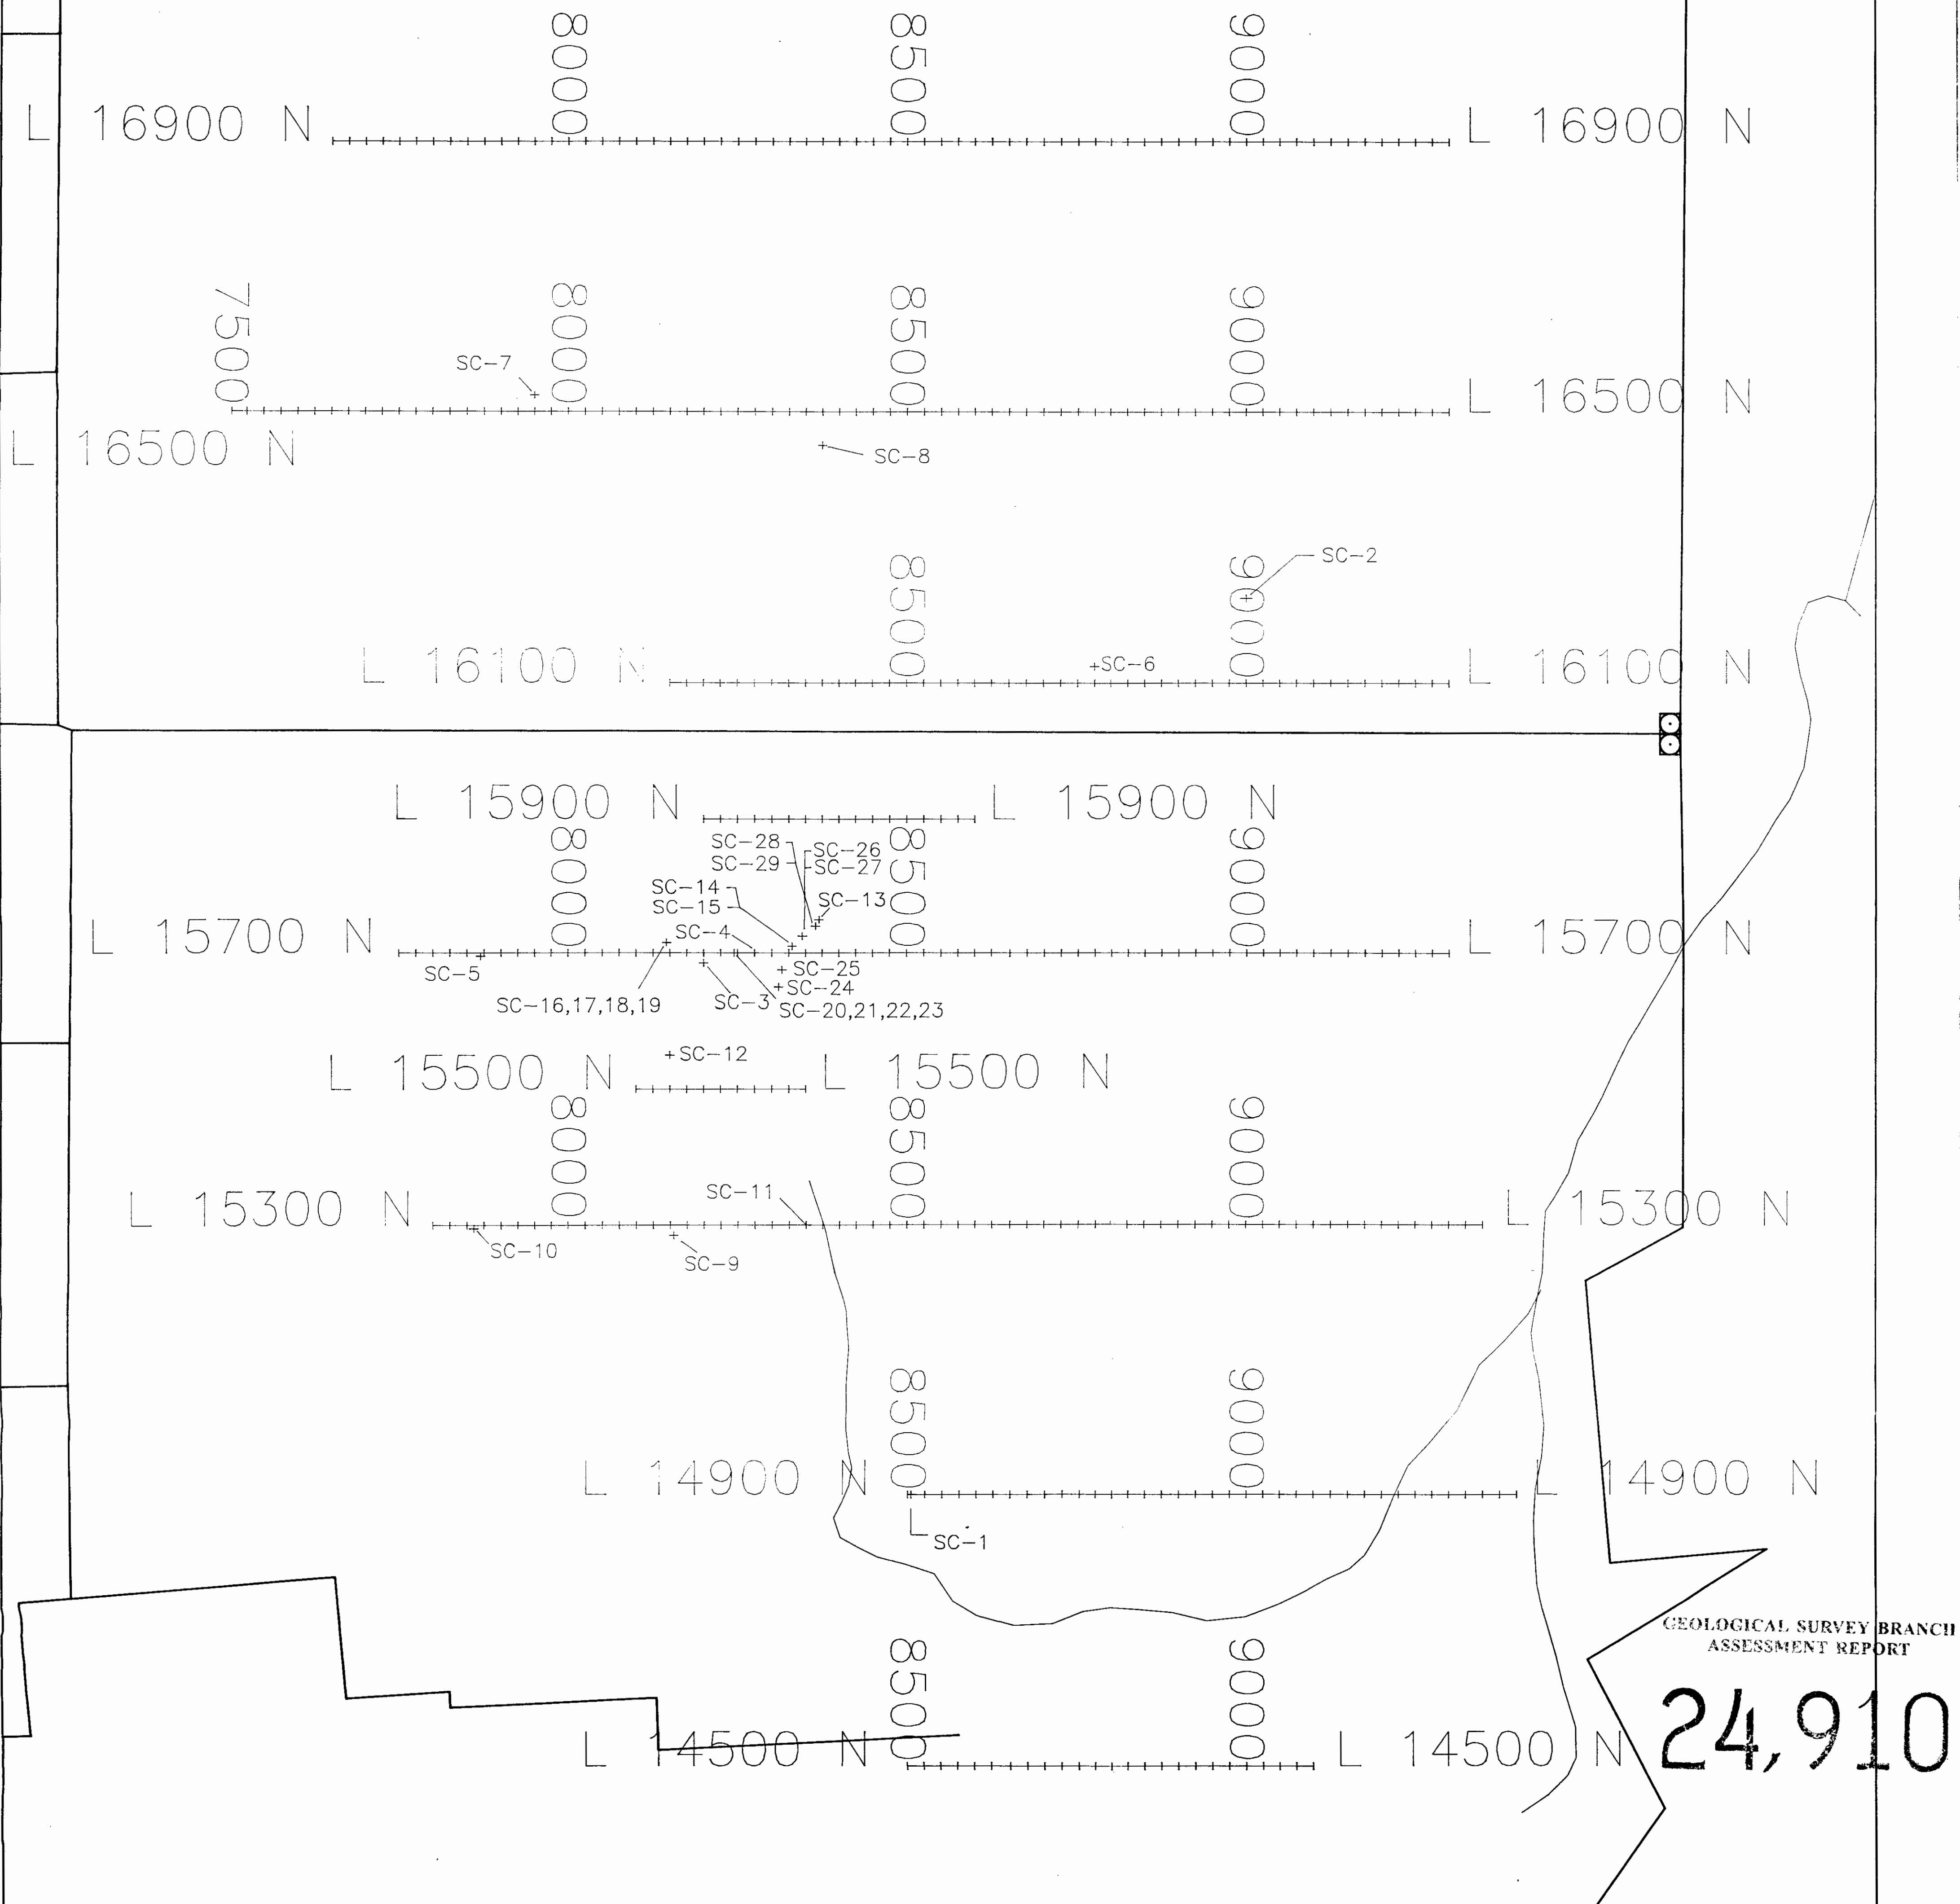 8000
8500
9000
L 16900 N
L 16900 N
7500
8000
8500
9000
SC-7
L 16500 N
L 16500 N
SC-8
8500
9000
SC-2
L 16100 N
SC-6
L 16100 N
L 15900 N
L 15900 N
8000
8500
9000
SC-28
SC-26
SC-29
SC-27
SC-14
SC-13
SC-15
L 15700 N
SC-4
L 15700 N
SC-5
SC-25
SC-24
SC-16,17,18,19
SC-3
SC-20,21,22,23
SC-12
L 15500 N
L 15500 N
8000
8500
9000
SC-11
L 15300 N
L 15300 N
SC-10
SC-9
8500
9000
L 14900 N
L 14900 N
SC-1
GEOLOGICAL SURVEY BRANCH
ASSESSMENT REPORT
24,910
8500
9000
L 14500 N
L 14500 N